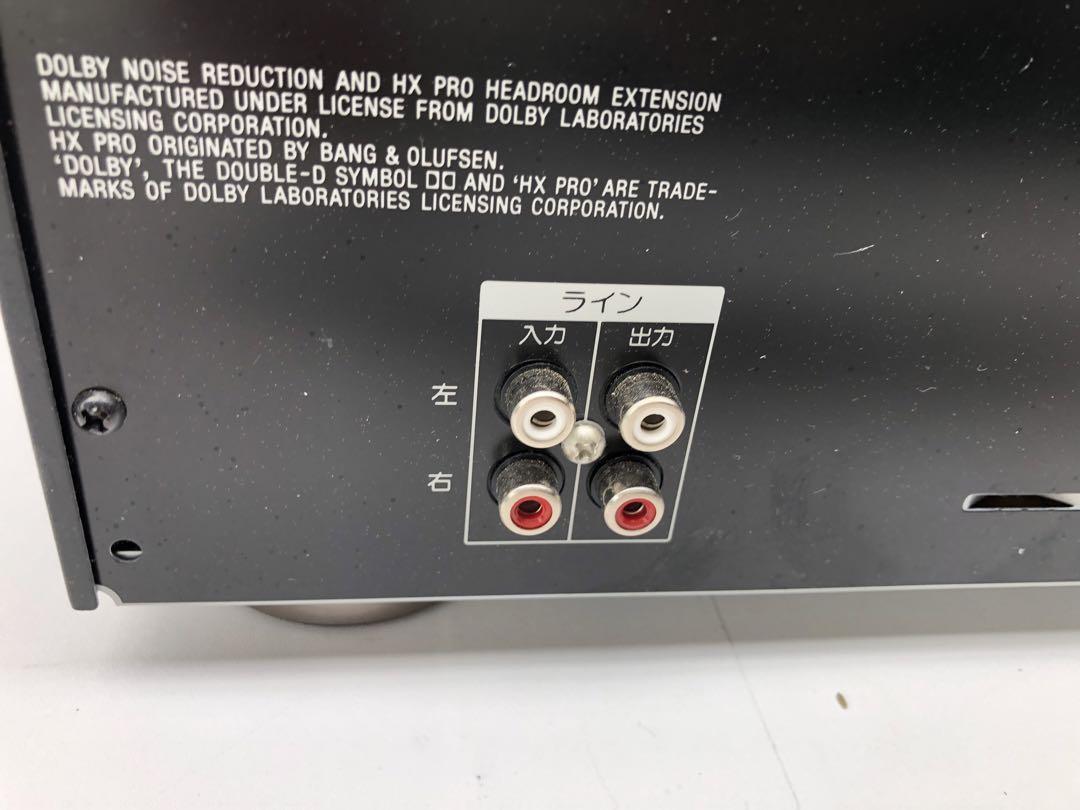 DOLBY NOISE REDUCTION AND HX PRO HEADROOM EXTENSION
MANUFACTURED UNDER LICENSE FROM DOLBY LABORATORIES
LICENSING CORPORATION.
HX PRO ORIGINATED BY BANG & OLUFSEN.
'DOLBY', THE DOUBLE-D SYMBOL AND 'HX PRO' ARE TRADE-
MARKS OF DOLBY LABORATORIES LICENSING CORPORATION.
ライン
入力 出力
左
右